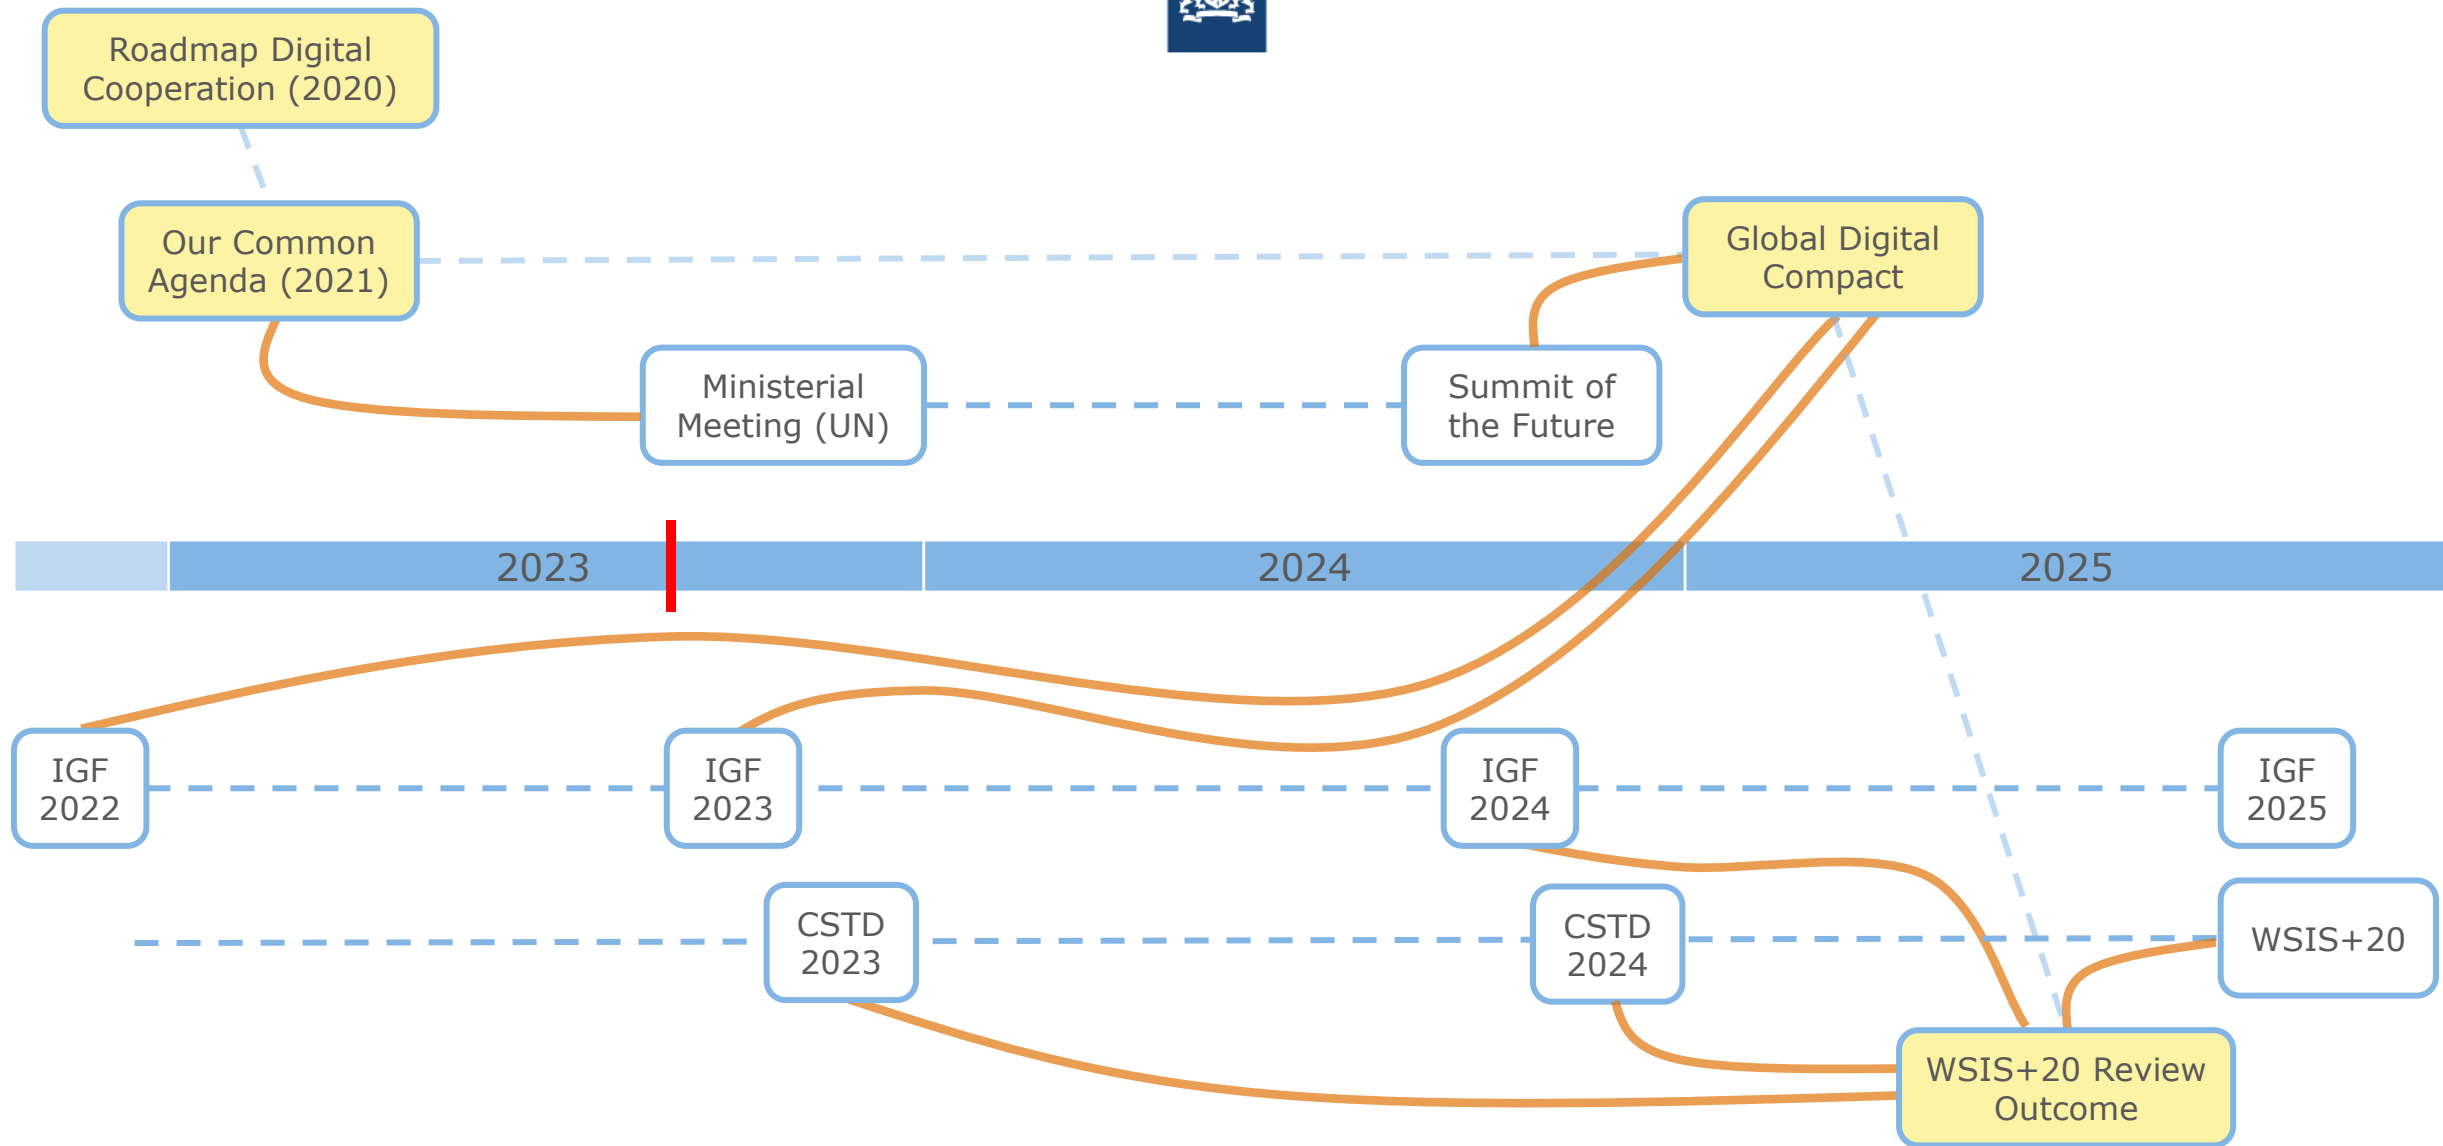 Roadmap Digital
Cooperation (2020)
Our Common
Agenda (2021)
Global Digital
Compact
Ministerial
Meeting (UN)
Summit of
the Future
2023
2024
2025
IGF
2022
IGF
2023
IGF
2024
IGF
2025
CSTD
2023
CSTD
2024
WSIS+20
WSIS+20 Review
Outcome